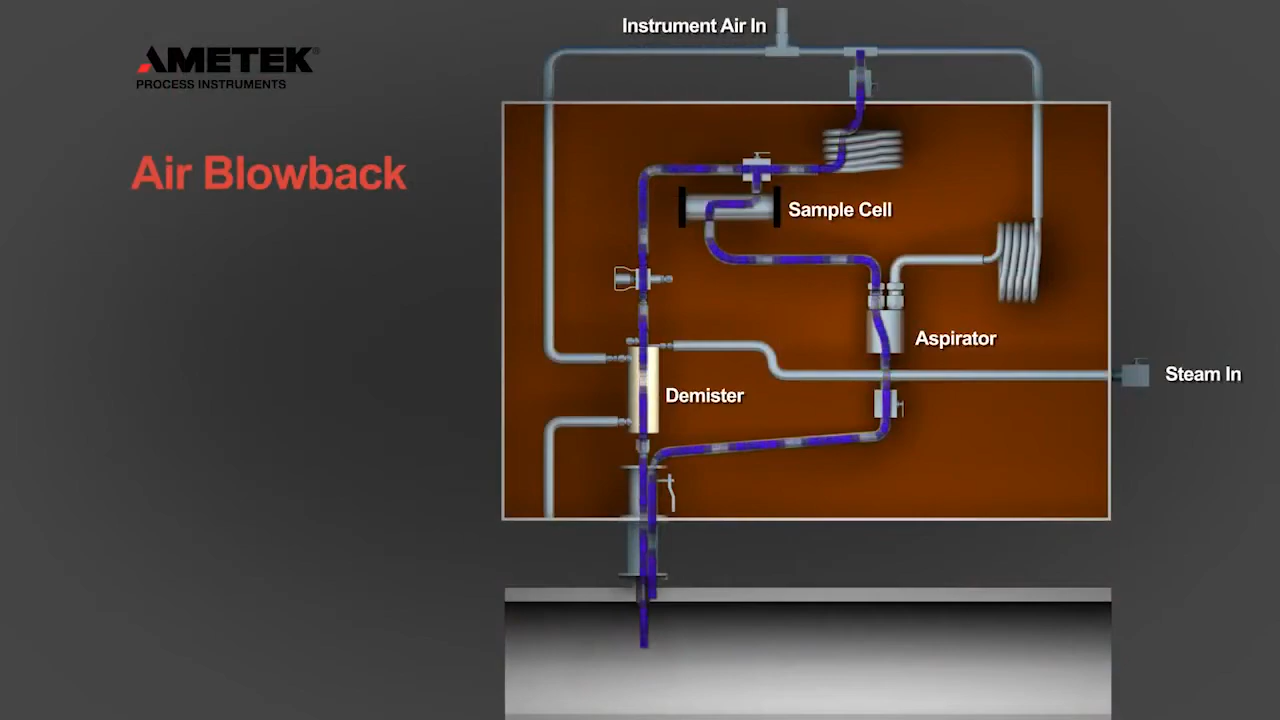 Instrument Air In
AMETEK®
PROCESS INSTRUMENTS
Air Blowback
Sample Cell
Aspirator
Steam In
Demister